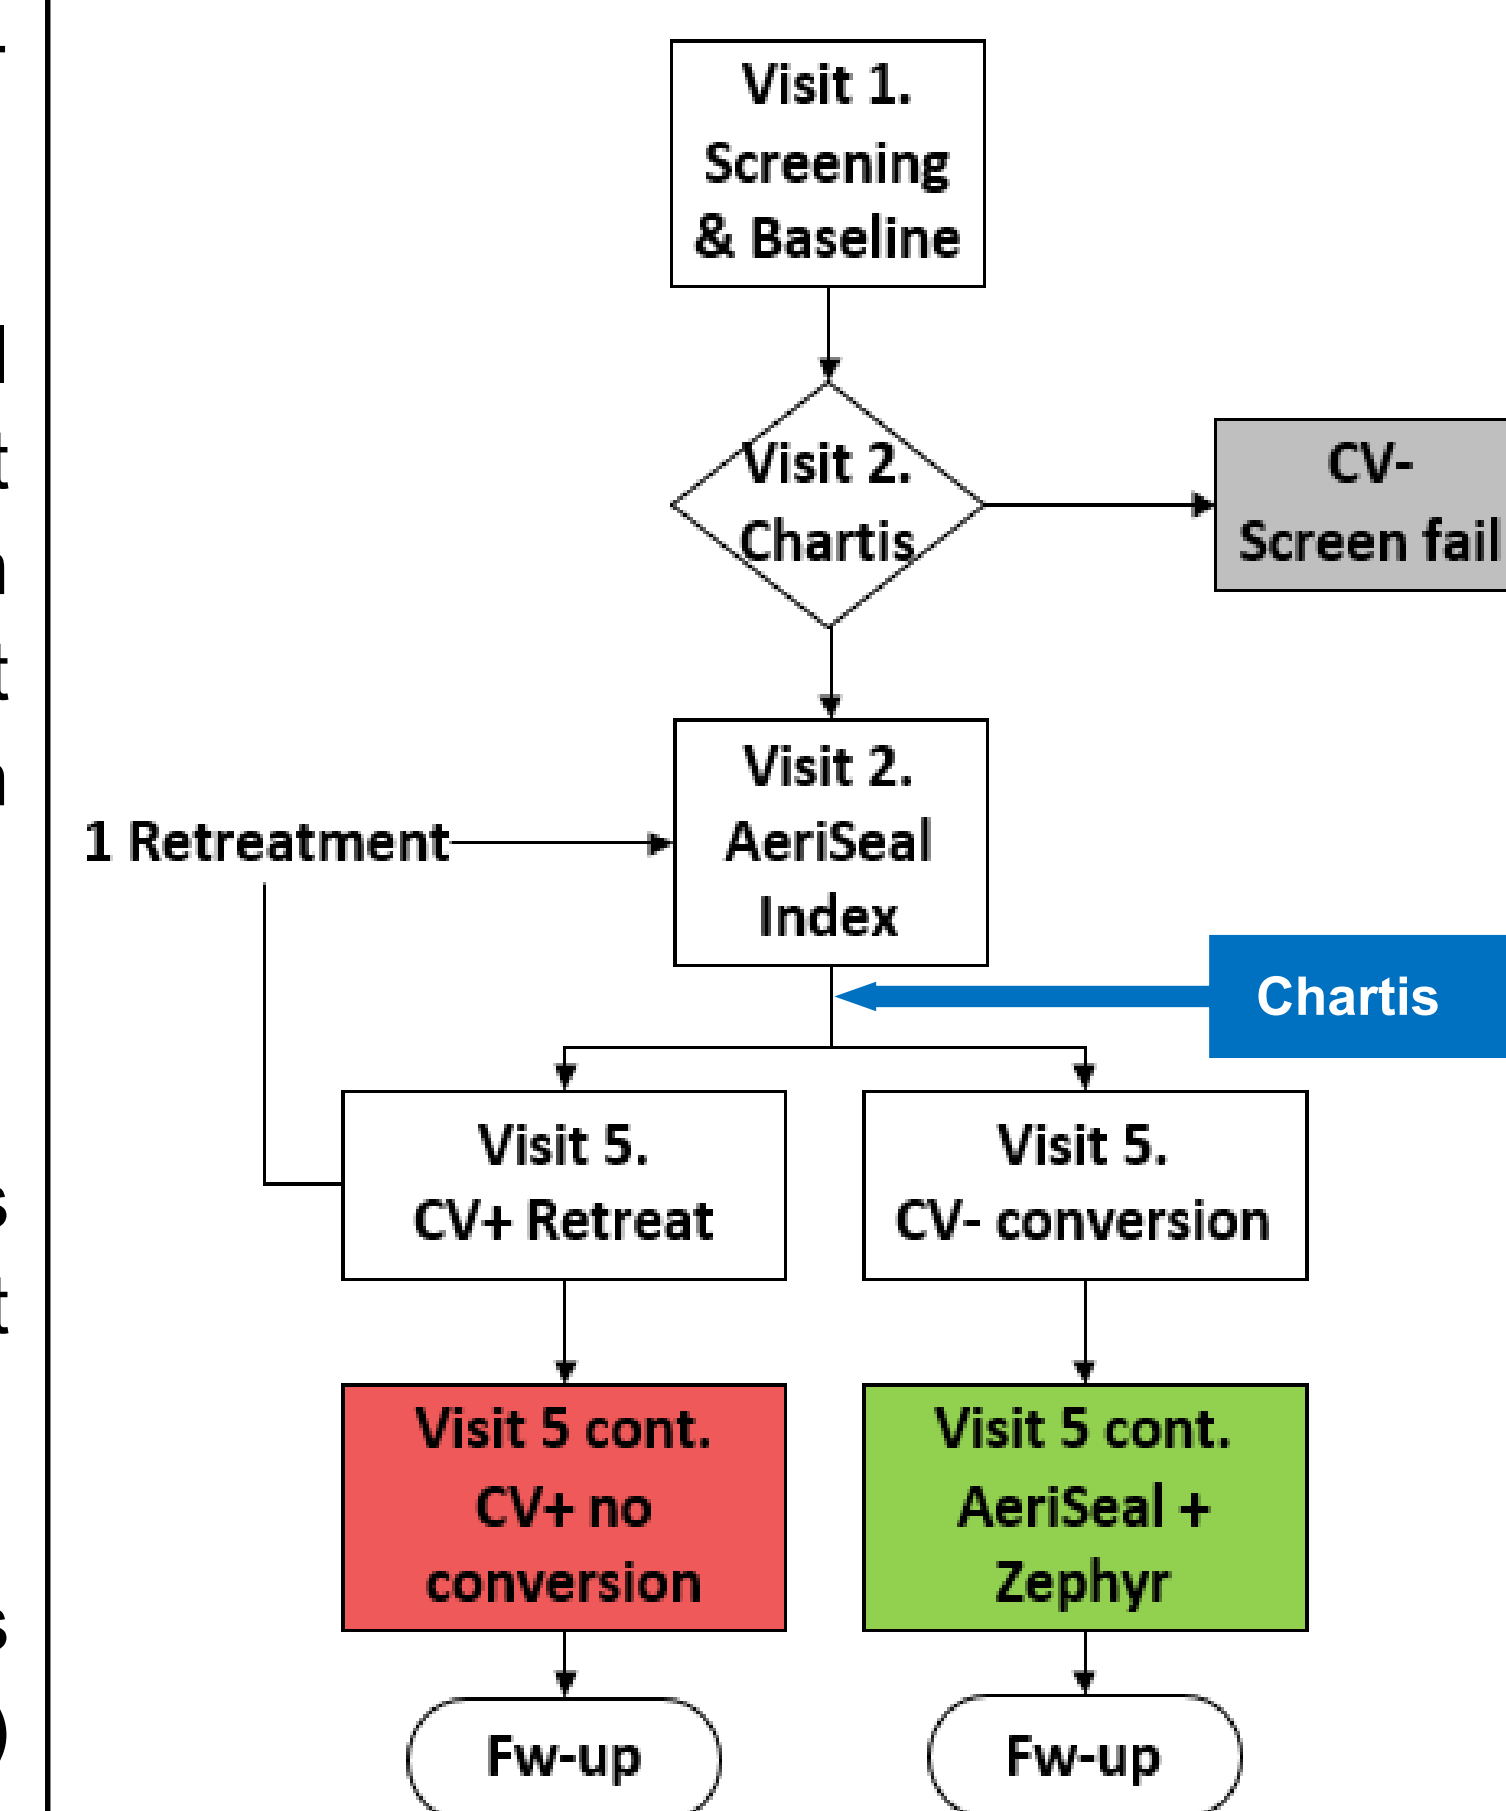 Visit 1.
Screening
& Baseline
Visit 2.
Chartis
CV-
Screen fail
Visit 2.
AeriSeal
Index
1 Retreatment
Chartis
Visit 5.
CV+ Retreat
Visit 5.
CV- conversion
Visit 5 cont.
CV+ no
conversion
Visit 5 cont.
AeriSeal +
Zephyr
Fw-up
Fw-up